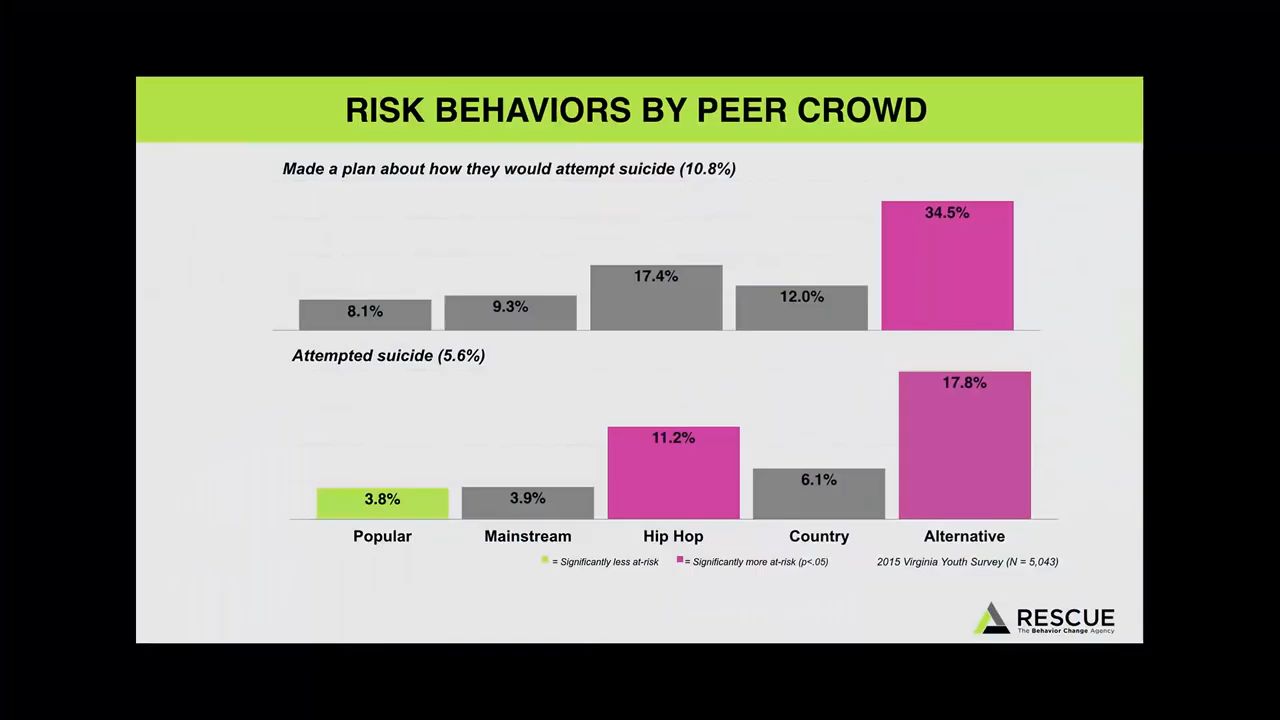 RISK BEHAVIORS BY PEER CROWD
Made a plan about how they would attempt suicide (10.8%)
34.5%
17.4%
12.0%
9.3%
8.1%
Attempted suicide (5.6%)
17.8%
11.2%
6.1%
3.9%
3.8%
Popular Mainstream Hip Hop Country Alternative
= Significantly less at-risk = Significantly more at-risk (p<.05) 2015 Virginia Youth Survey (N = 5,043)
RESCUE
The Behavior Change Agency